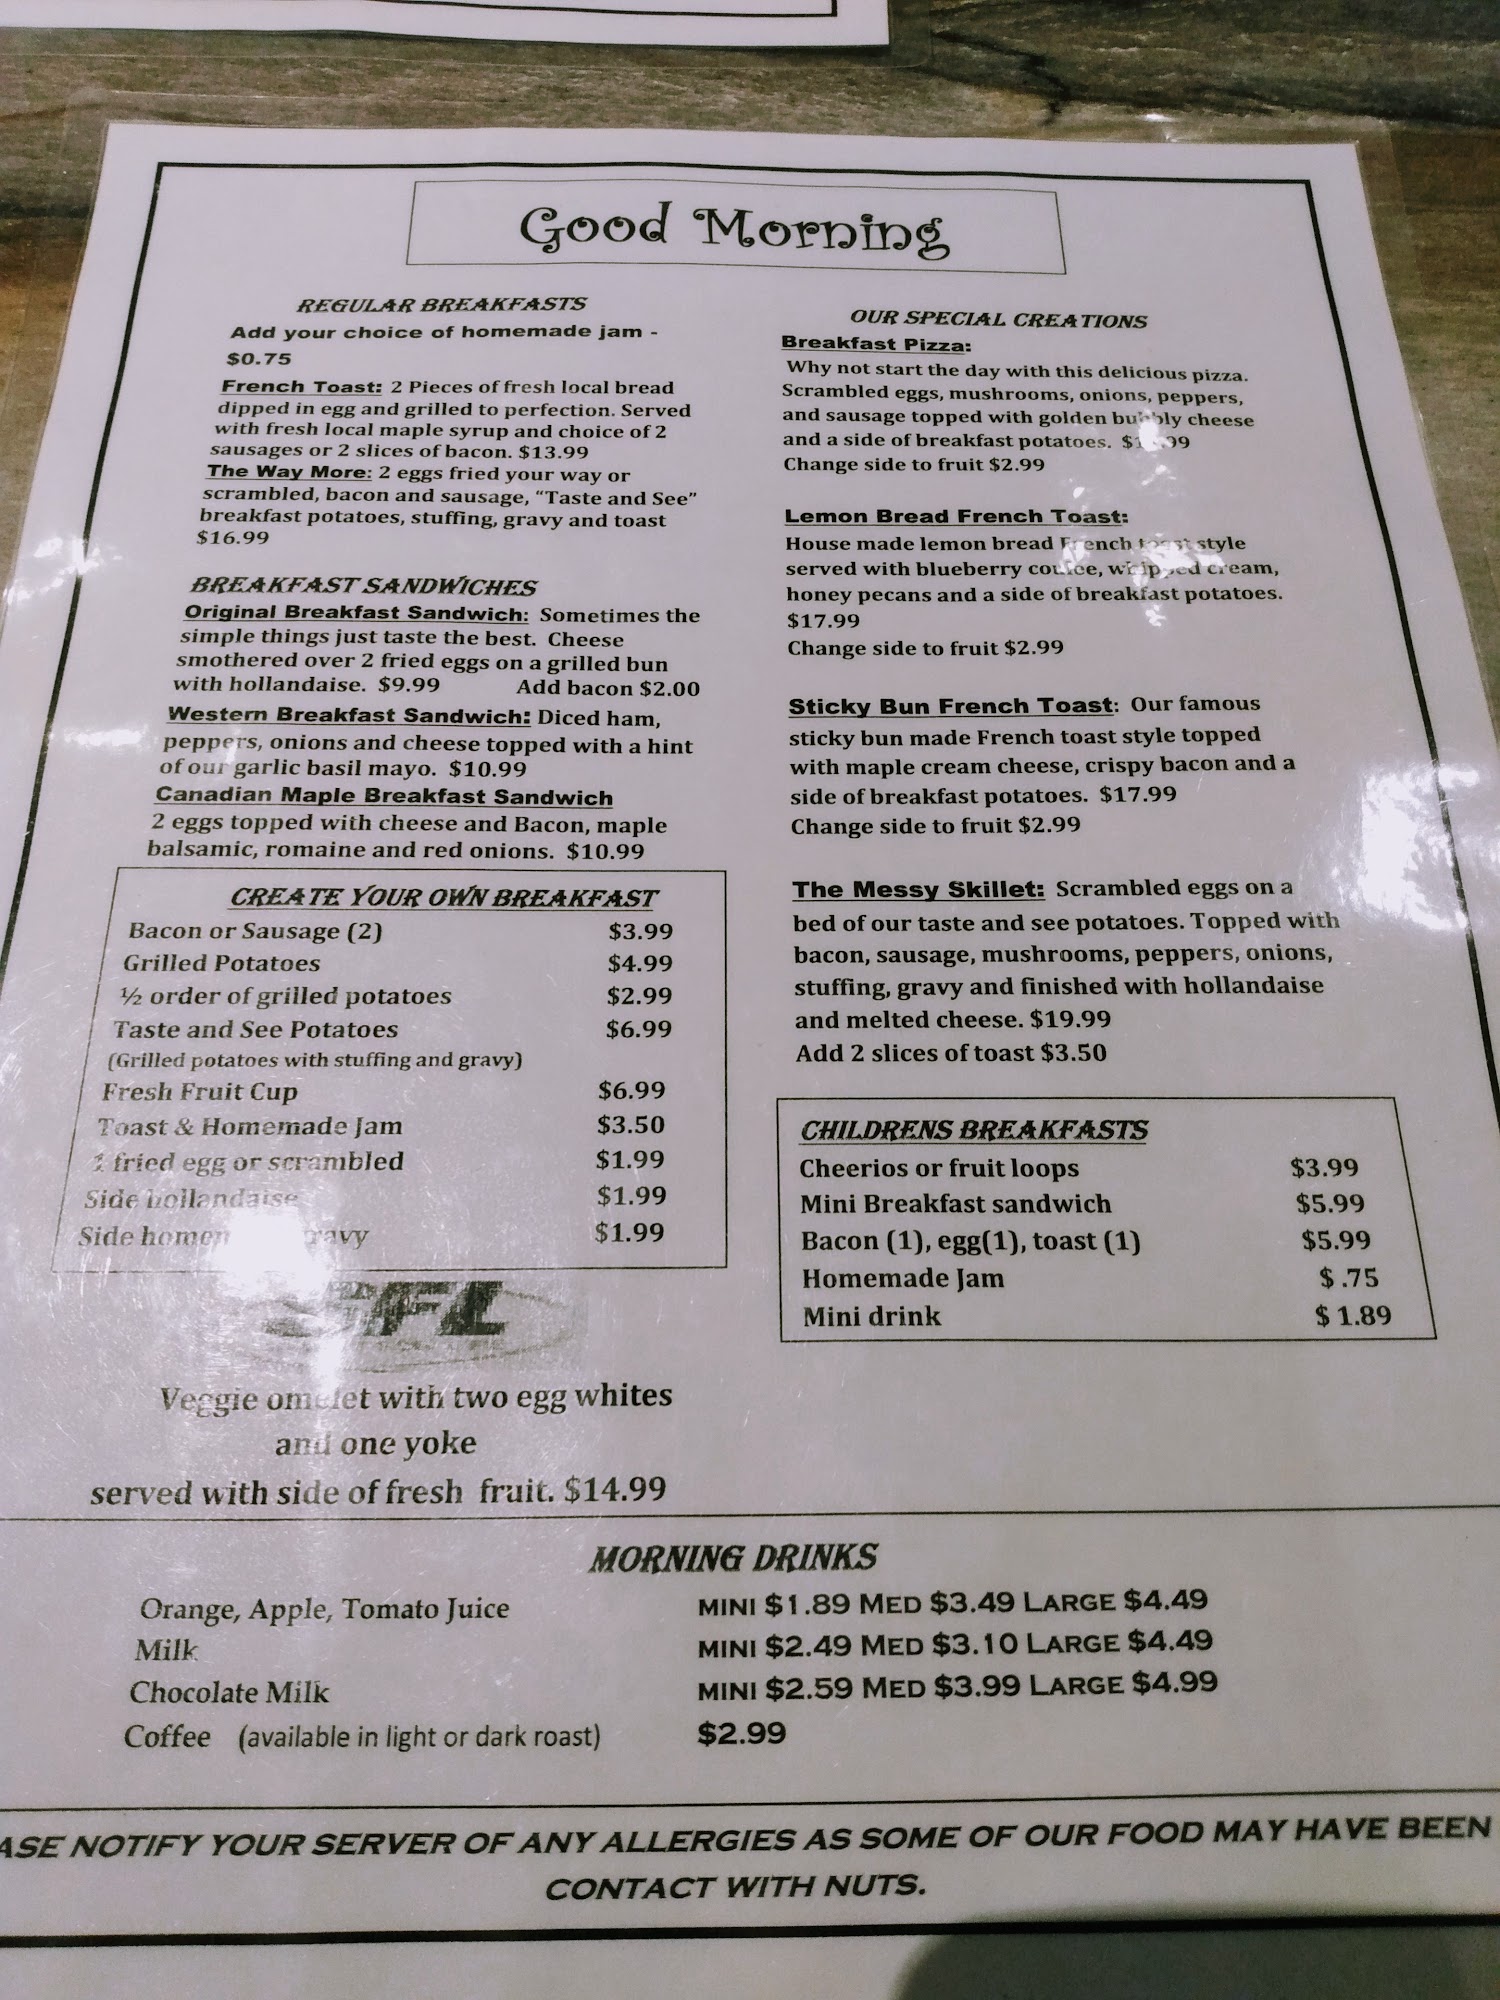 Good Morning
REGULAR BREAKFASTS
Add your choice of homemade jam -
$0.75
French Toast: 2 Pieces of fresh local bread
dipped in egg and grilled to perfection. Served
with fresh local maple syrup and choice of 2
sausages or 2 slices of bacon. $13.99
The Way More: 2 eggs fried your way or
scrambled, bacon and sausage, “Taste and See”
breakfast potatoes, stuffing, gravy and toast
$16.99
BREAKFAST SANDWICHES
Original Breakfast Sandwich: Sometimes the
simple things just taste the best. Cheese
smothered over 2 fried eggs on a grilled bun
with hollandaise. $9.99 Add bacon $2.00
Western Breakfast Sandwich: Diced ham,
peppers, onions and cheese topped with a hint
of our garlic basil mayo. $10.99
Canadian Maple Breakfast Sandwich
2 eggs topped with cheese and Bacon, maple
balsamic, romaine and red onions. $10.99
CREATE YOUR OWN BREAKFAST
Bacon or Sausage (2) $3.99
Grilled Potatoes $4.99
½ order of grilled potatoes $2.99
Taste and See Potatoes $6.99
(Grilled potatoes with stuffing and gravy)
Fresh Fruit Cup $6.99
Toast & Homemade Jam $3.50
1 fried egg or scrambled $1.99
Side hollandaise $1.99
Side gravy $1.99
SFL
Veggie omelet with two egg whites
and one yoke
served with side of fresh fruit. $14.99
OUR SPECIAL CREATIONS
Breakfast Pizza:
Why not start the day with this delicious pizza.
Scrambled eggs, mushrooms, onions, peppers,
and sausage topped with golden bubbly cheese
and a side of breakfast potatoes.
Change side to fruit $2.99
Lemon Bread French Toast:
House made lemon bread French toast style
served with blueberry coulee, whipped cream,
honey pecans and a side of breakfast potatoes.
$17.99
Change side to fruit $2.99
Sticky Bun French Toast: Our famous
sticky bun made French toast style topped
with maple cream cheese, crispy bacon and a
side of breakfast potatoes. $17.99
Change side to fruit $2.99
The Messy Skillet: Scrambled eggs on a
bed of our taste and see potatoes. Topped with
bacon, sausage, mushrooms, peppers, onions,
stuffing, gravy and finished with hollandaise
and melted cheese. $19.99
Add 2 slices of toast $3.50
CHILDRENS BREAKFASTS
Cheerios or fruit loops $3.99
Mini Breakfast sandwich $5.99
Bacon (1), egg(1), toast (1) $5.99
Homemade Jam $ .75
Mini drink $ 1.89
MORNING DRINKS
Orange, Apple, Tomato Juice MINI $1.89 MED $3.49 LARGE $4.49
Milk MINI $2.49 MED $3.10 LARGE $4.49
Chocolate Milk MINI $2.59 MED $3.99 LARGE $4.99
Coffee (available in light or dark roast) $2.99
ASE NOTIFY YOUR SERVER OF ANY ALLERGIES AS SOME OF OUR FOOD MAY HAVE BEEN
CONTACT WITH NUTS.